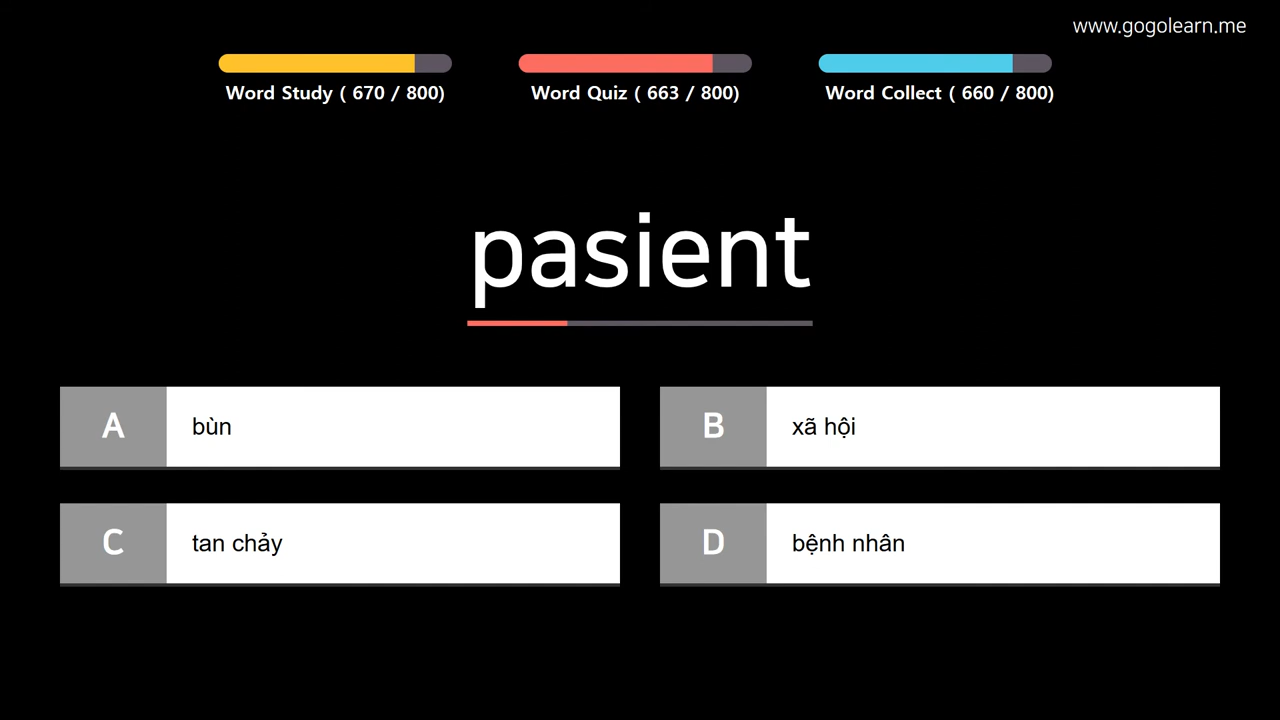 www.gogolearn.me
Word Study ( 670 / 800)
Word Quiz ( 663 / 800)
Word Collect ( 660 / 800)
pasient
A bùn
B xã hội
C tan chảy
D bệnh nhân